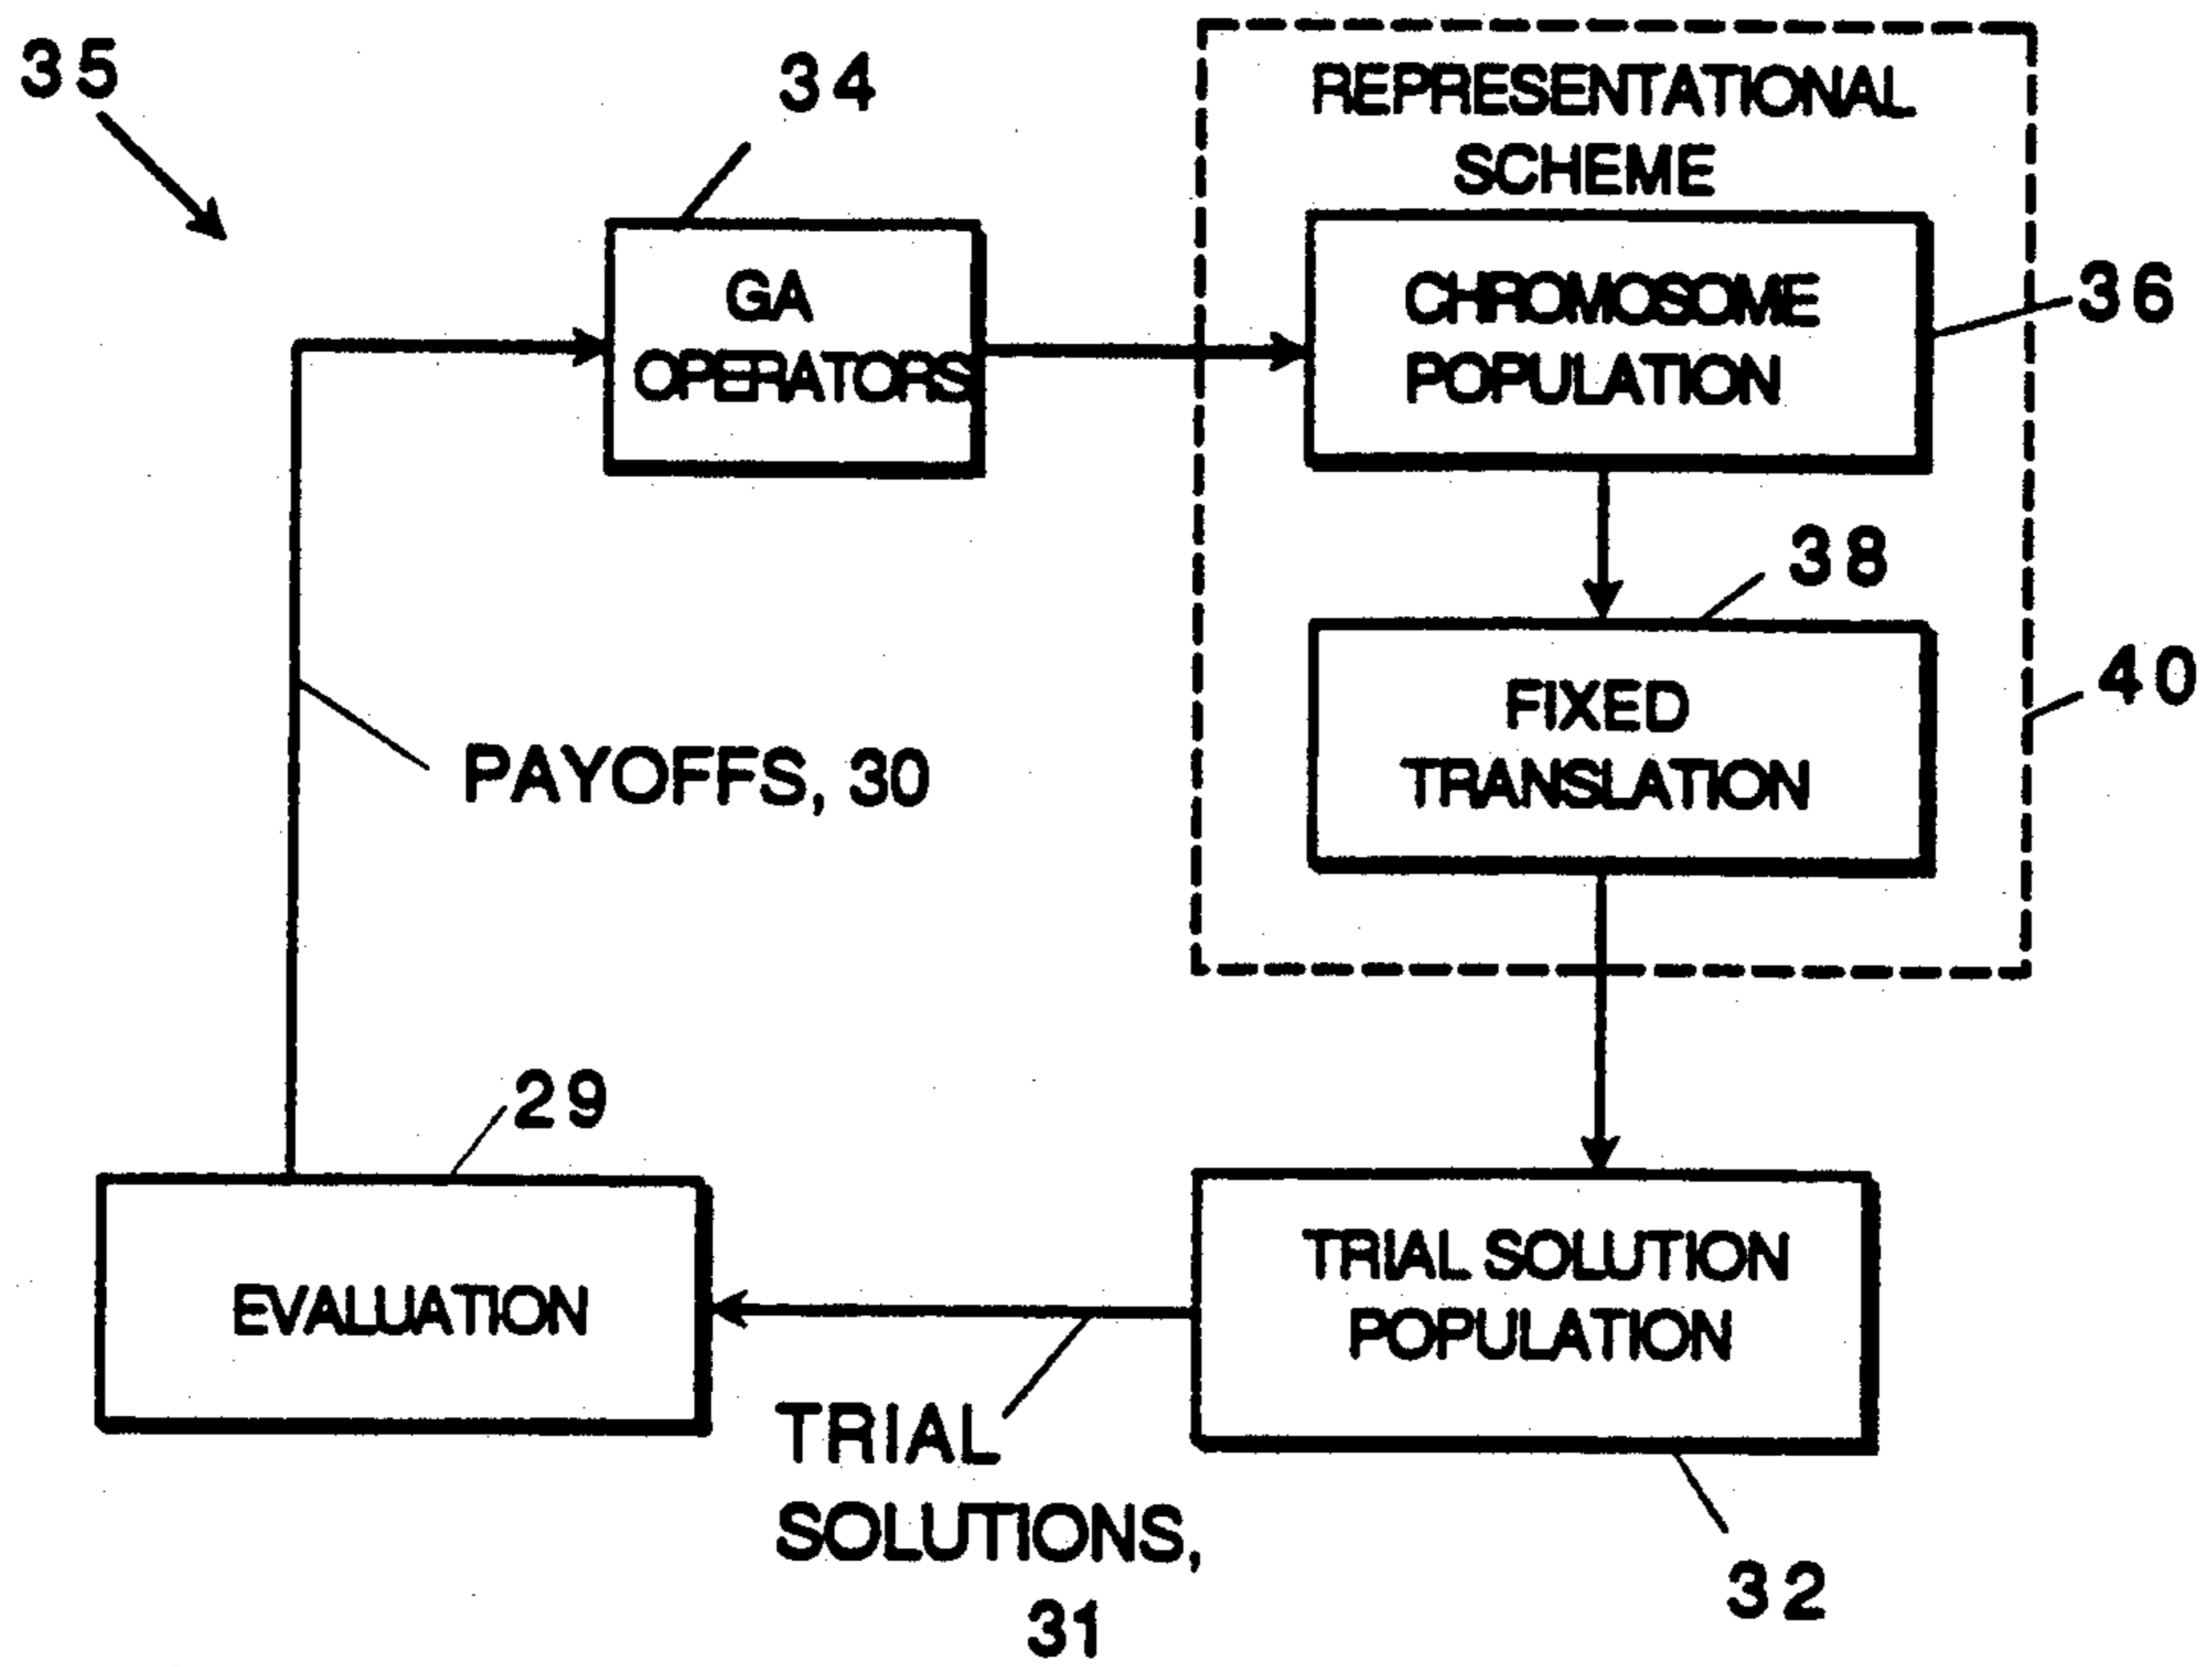 35
34
REPRESENTATIONAL
SCHEME
GA
OPERATORS
CHROMOSOME
POPULATION
36
38
FIXED
TRANSLATION
40
PAYOFFS, 30
29
EVALUATION
TRIAL SOLUTION
POPULATION
TRIAL
SOLUTIONS,
31
32